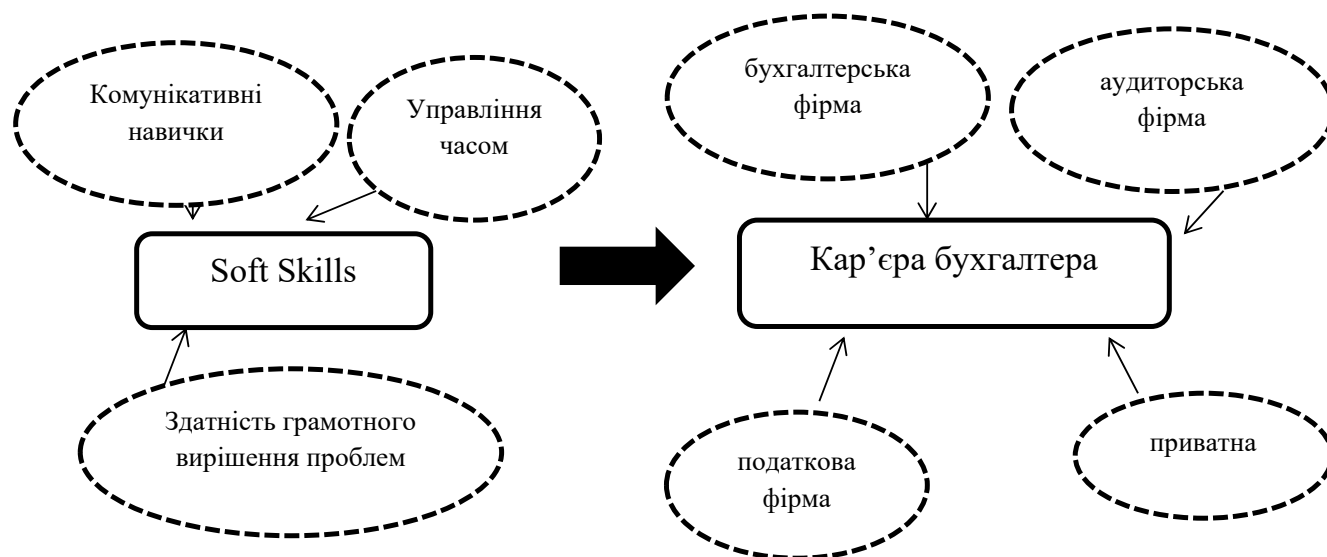 Комунікативні
навички
Управління
часом
бухгалтерська
фірма
аудиторська
фірма
Soft Skills
Кар’єра бухгалтера
Здатність грамотного
вирішення проблем
податкова
фірма
приватна